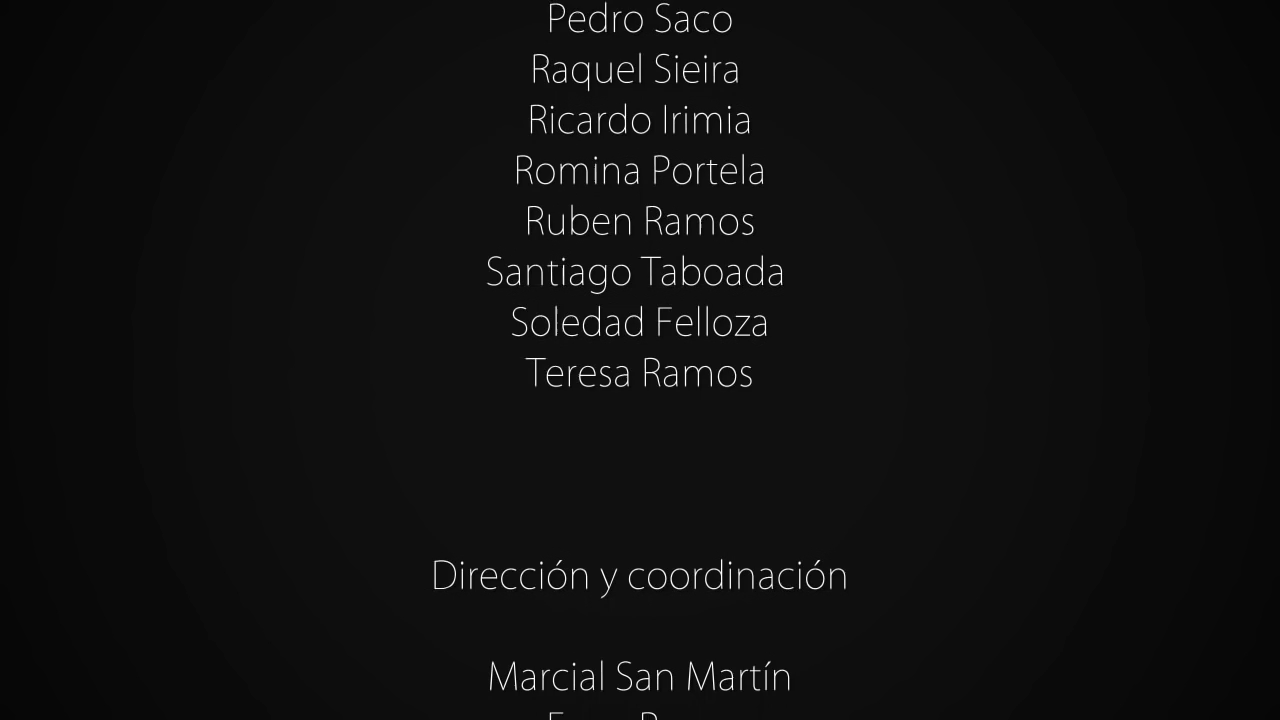 Pedro Saco
Raquel Sieira
Ricardo Irimia
Romina Portela
Ruben Ramos
Santiago Taboada
Soledad Felloza
Teresa Ramos
Dirección y coordinación
Marcial San Martín